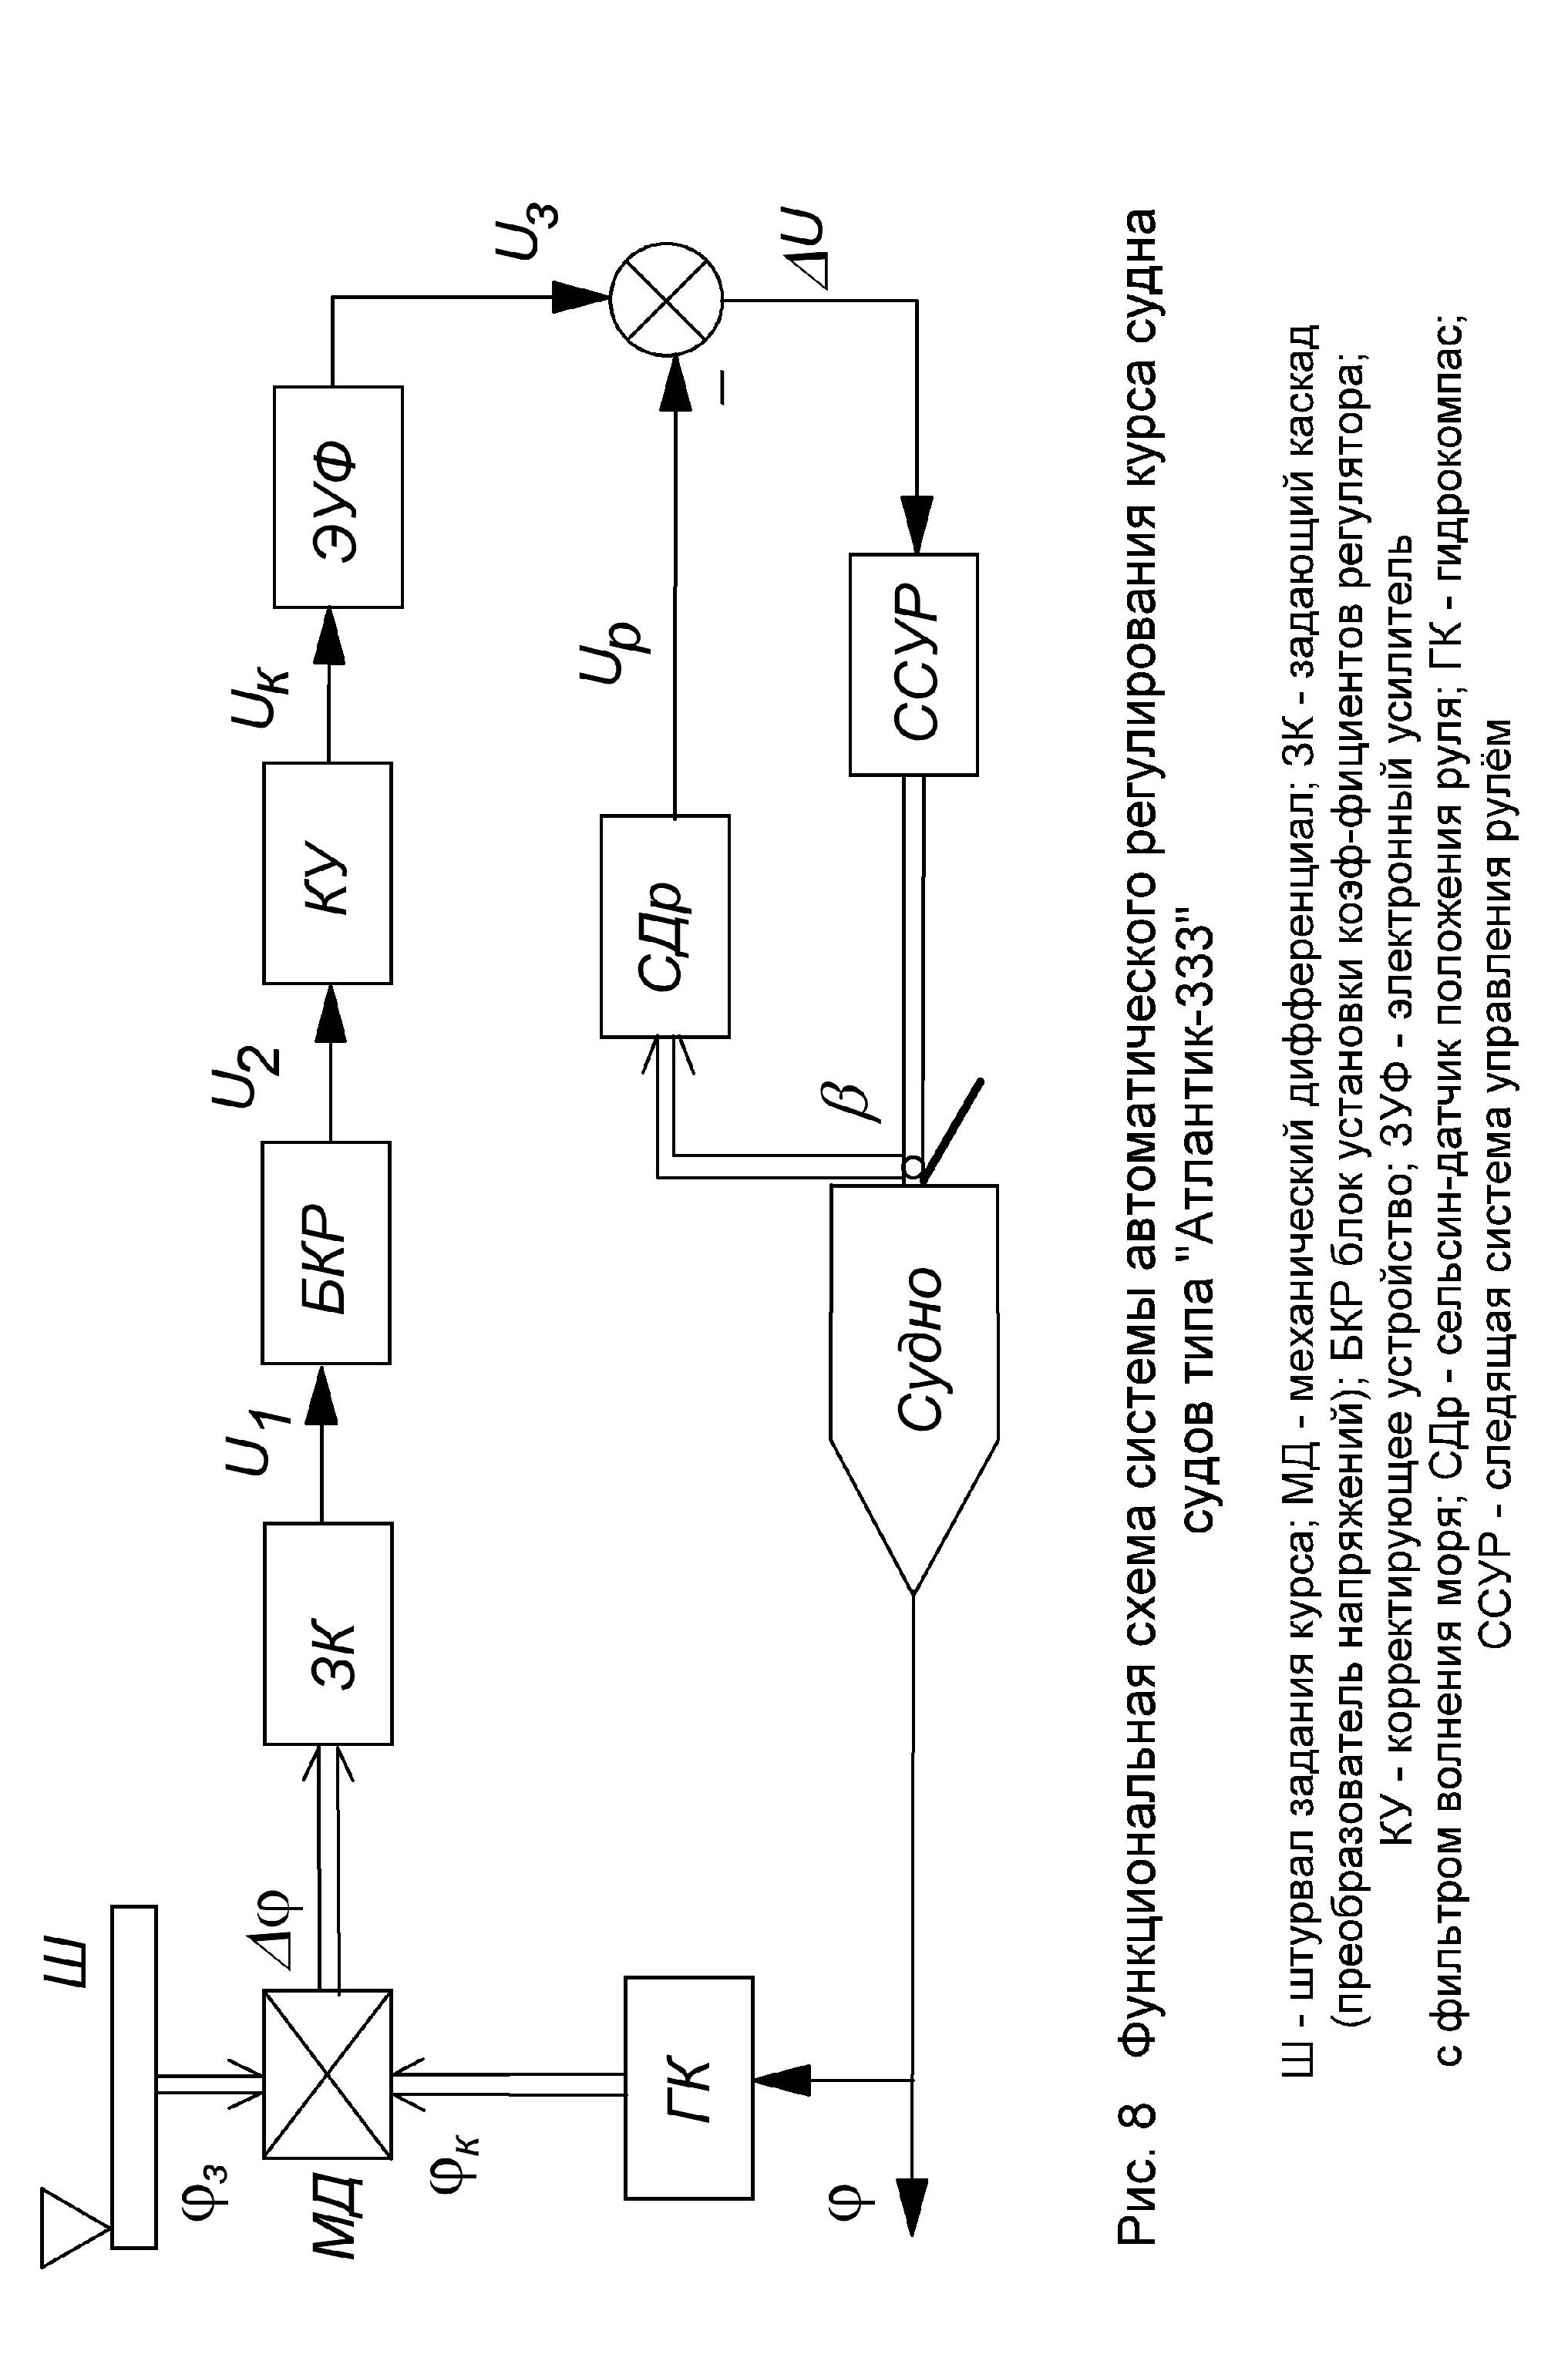 Ш
φз
МД
φк
ГК
φ
Δφ
ЗК
U1
БКР
U2
КУ
Uк
ЭУФ
U3
СДр
Uр
–
ΔU
ССУР
β
Судно
Рис. 8 Функциональная схема системы автоматического регулирования курса судна
судов типа "Атлантик-333"
Ш - штурвал задания курса; МД - механический дифференциал; ЗК - задающий каскад
(преобразователь напряжений); БКР блок установки коэф-фициентов регулятора;
КУ - корректирующее устройство; ЗУФ - электронный усилитель
с фильтром волнения моря; СДр - сельсин-датчик положения руля; ГК - гидрокомпас;
ССУР - следящая система управления рулём